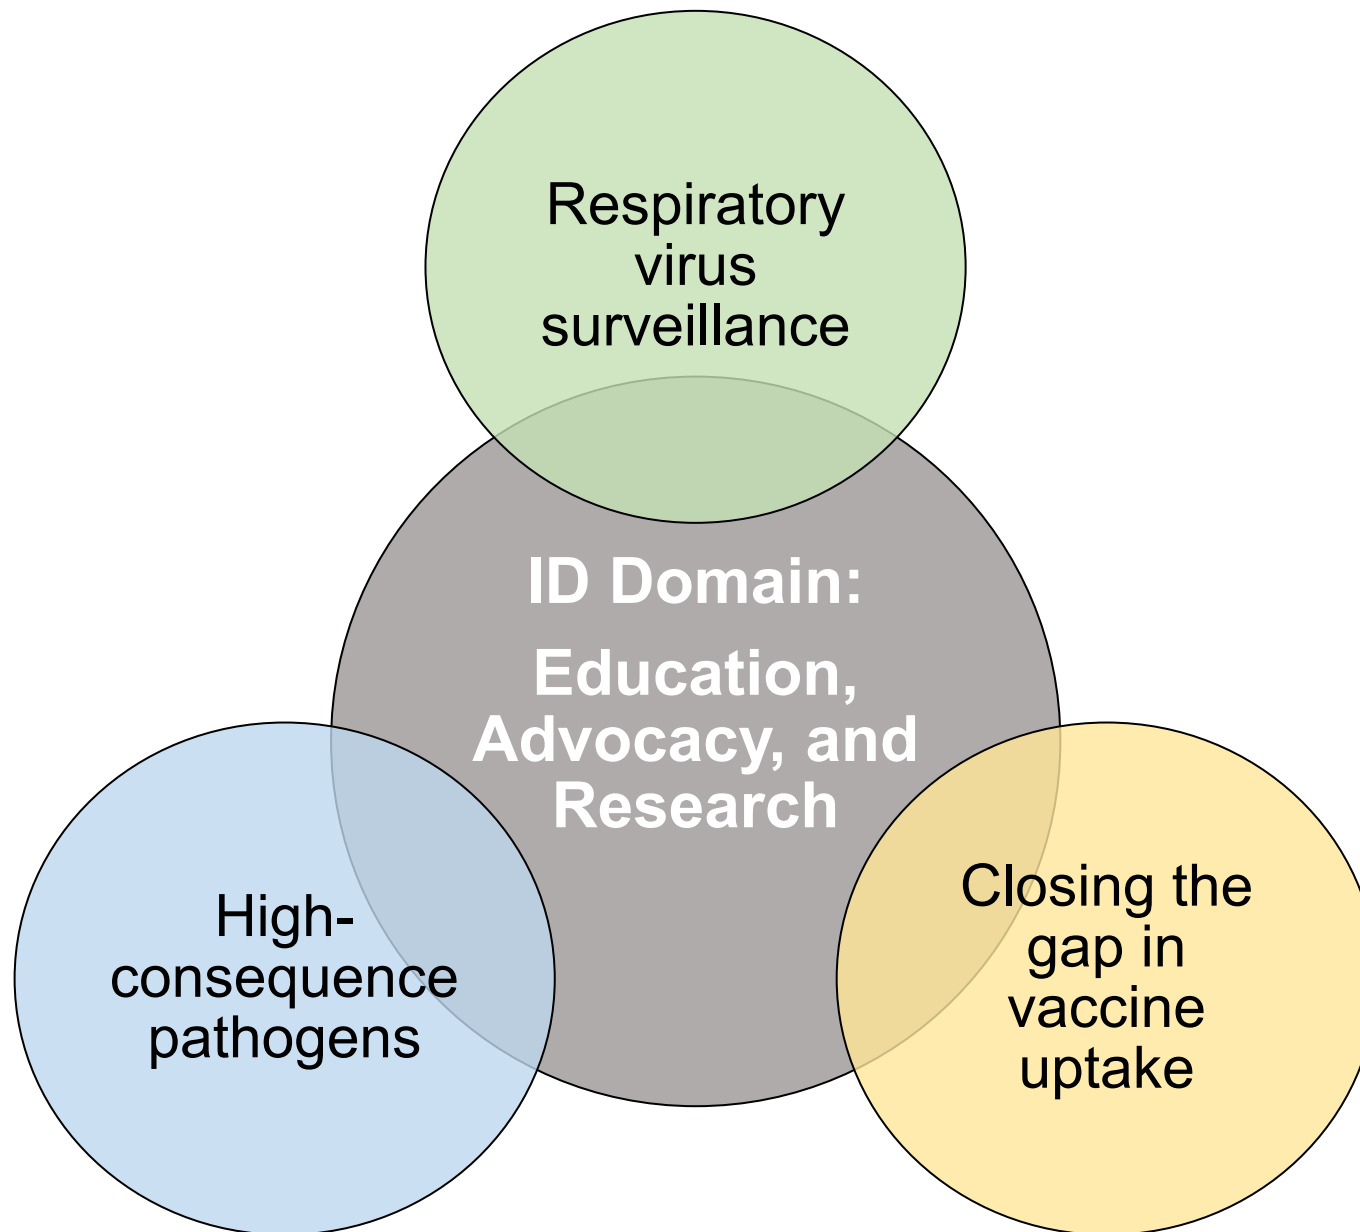 Respiratory
virus
surveillance
ID Domain:
Education,
Advocacy, and
Research
High-
consequence
pathogens
Closing the
gap in
vaccine
uptake